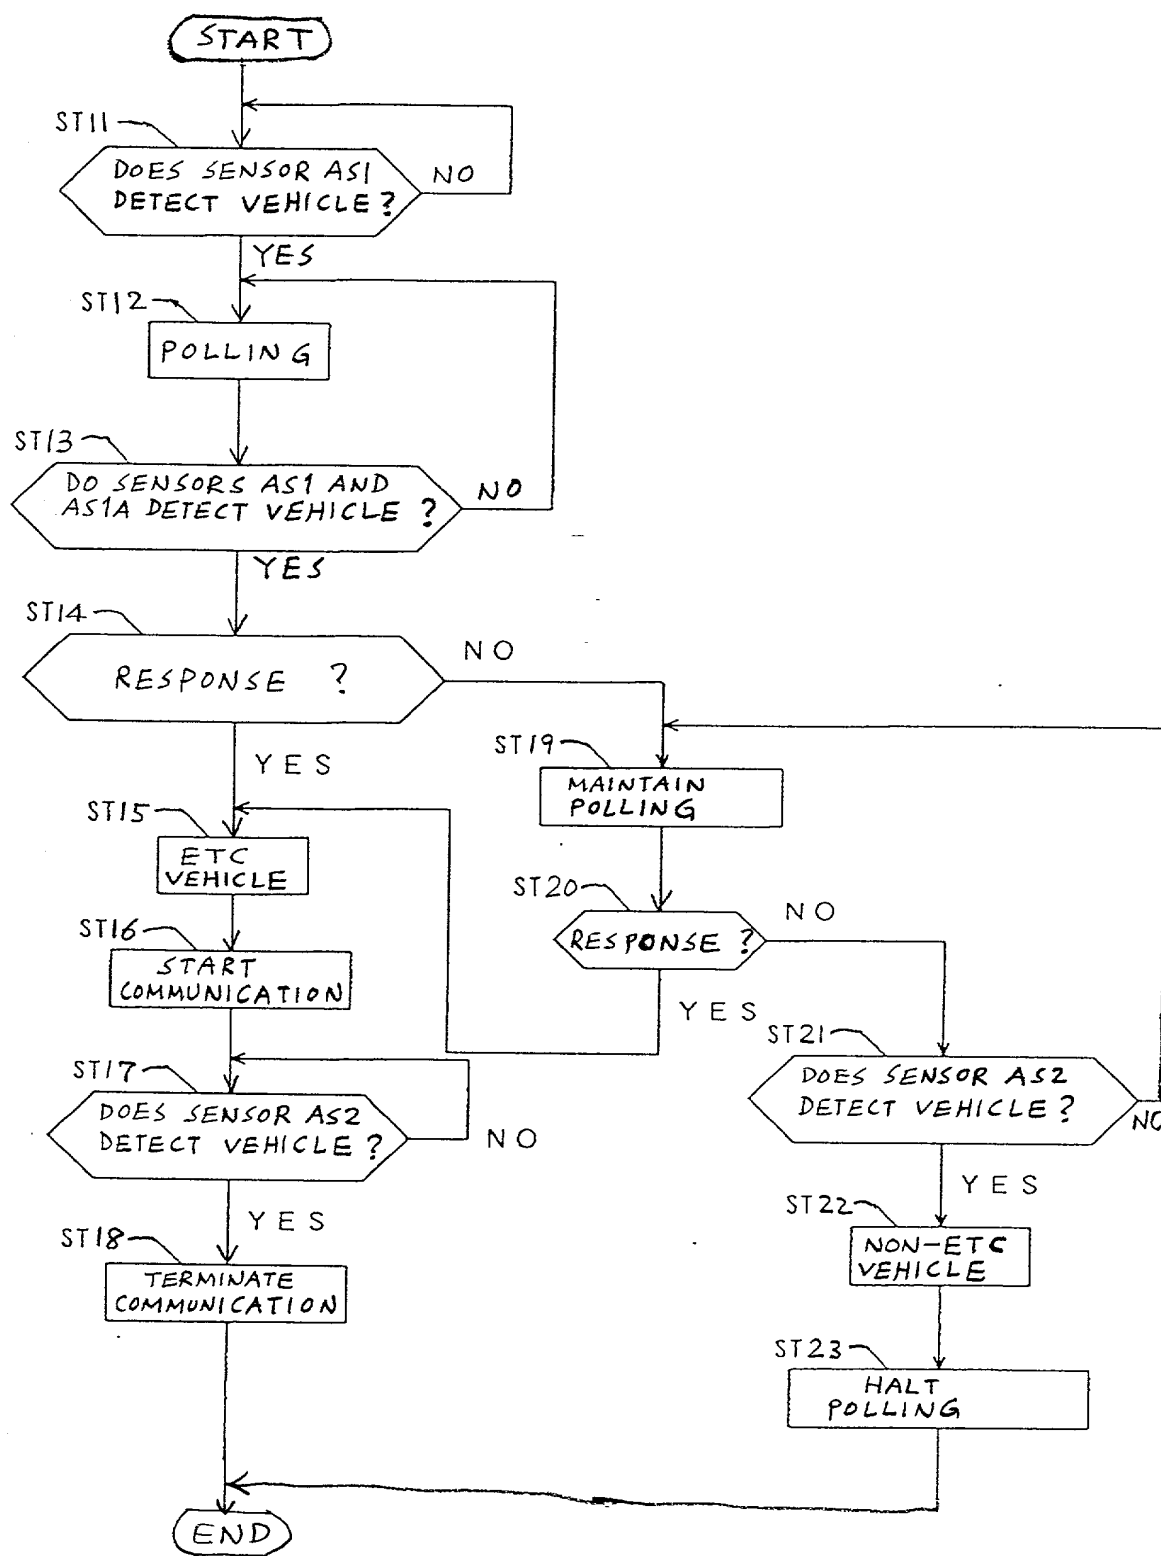 START
ST11
DOES SENSOR AS1
DETECT VEHICLE?
NO
YES
ST12
POLLING
ST13
DO SENSORS AS1 AND
AS1A DETECT VEHICLE ?
NO
YES
ST14
RESPONSE ?
NO
YES
ST19
MAINTAIN
POLLING
ST15
ETC
VEHICLE
ST20
RESPONSE ?
NO
YES
ST16
START
COMMUNICATION
ST21
DOES SENSOR AS2
DETECT VEHICLE ?
NO
ST17
DOES SENSOR AS2
DETECT VEHICLE ?
NO
YES
YES
ST22
NON-ETC
VEHICLE
ST18
TERMINATE
COMMUNICATION
ST23
HALT
POLLING
END